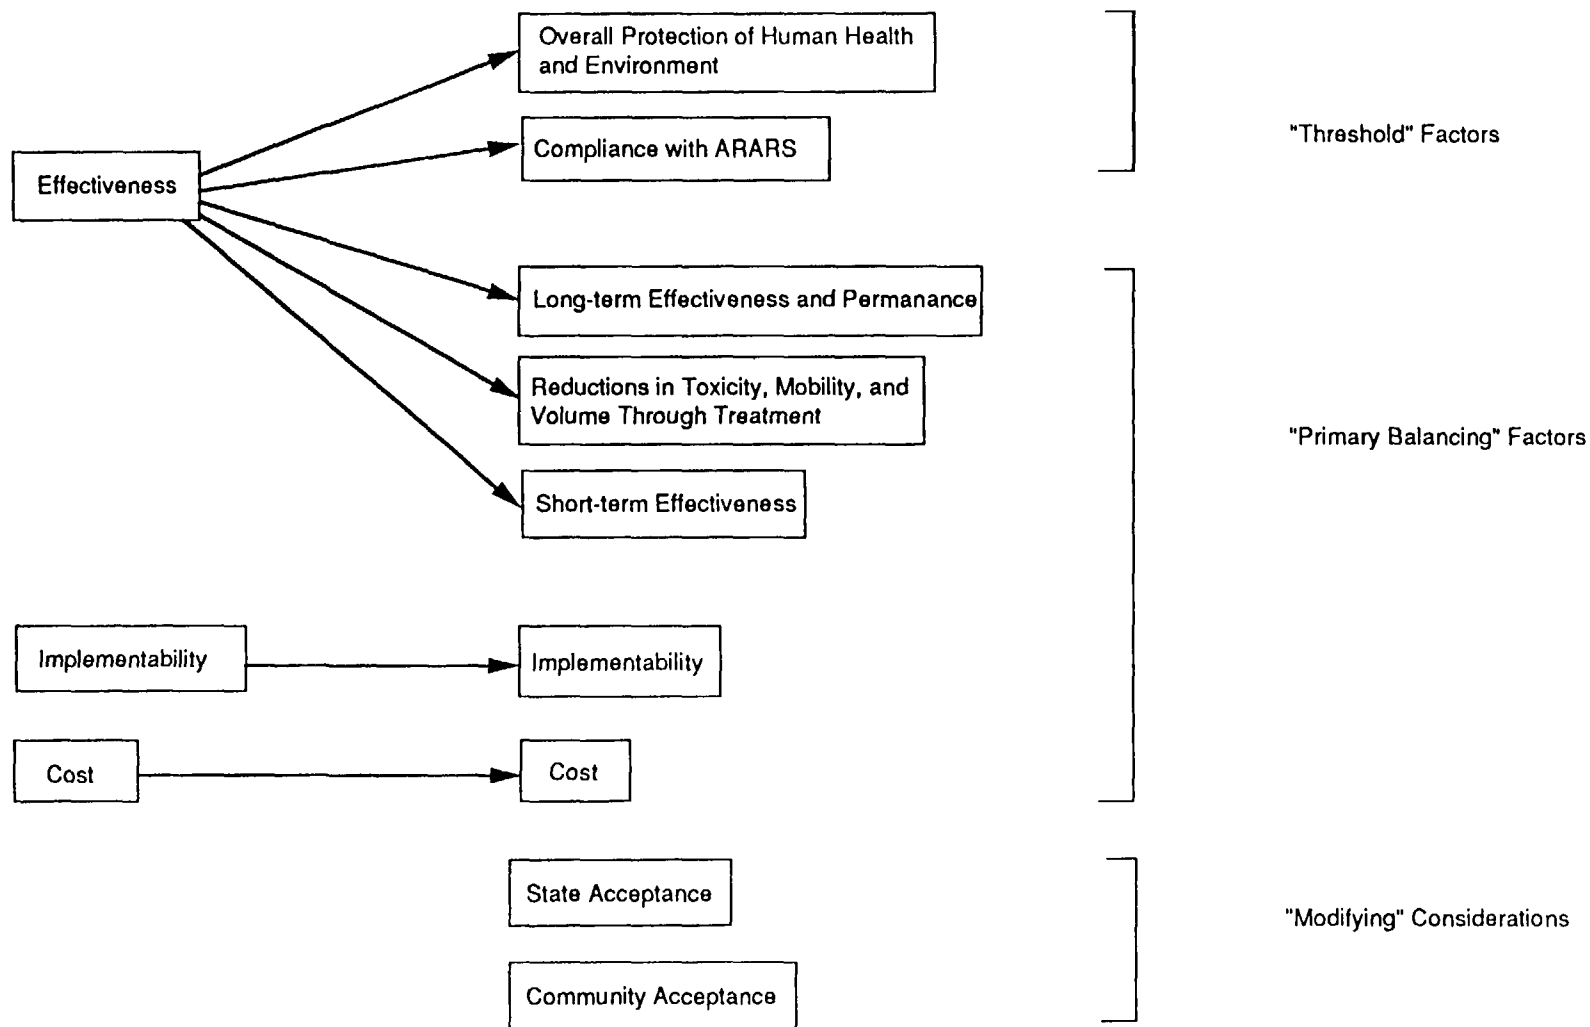 Overall Protection of Human Health
and Environment
"Threshold" Factors
Compliance with ARARS
Effectiveness
Long-term Effectiveness and Permanance
Reductions in Toxicity, Mobility, and
Volume Through Treatment
"Primary Balancing" Factors
Short-term Effectiveness
Implementability
Implementability
Cost
Cost
State Acceptance
"Modifying" Considerations
Community Acceptance